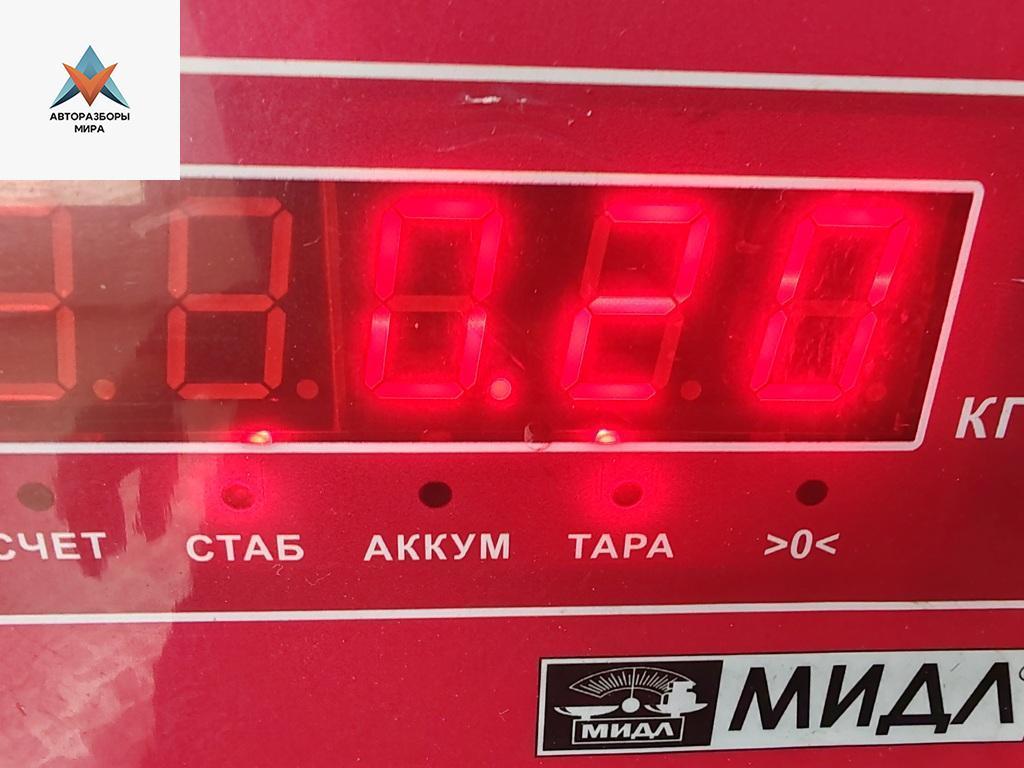 АВТОРАЗБОРЫ
МИРА
0.20
КГ
СЧЕТ СТАБ АККУМ ТАРА >0<
МИДЛ МИДЛ